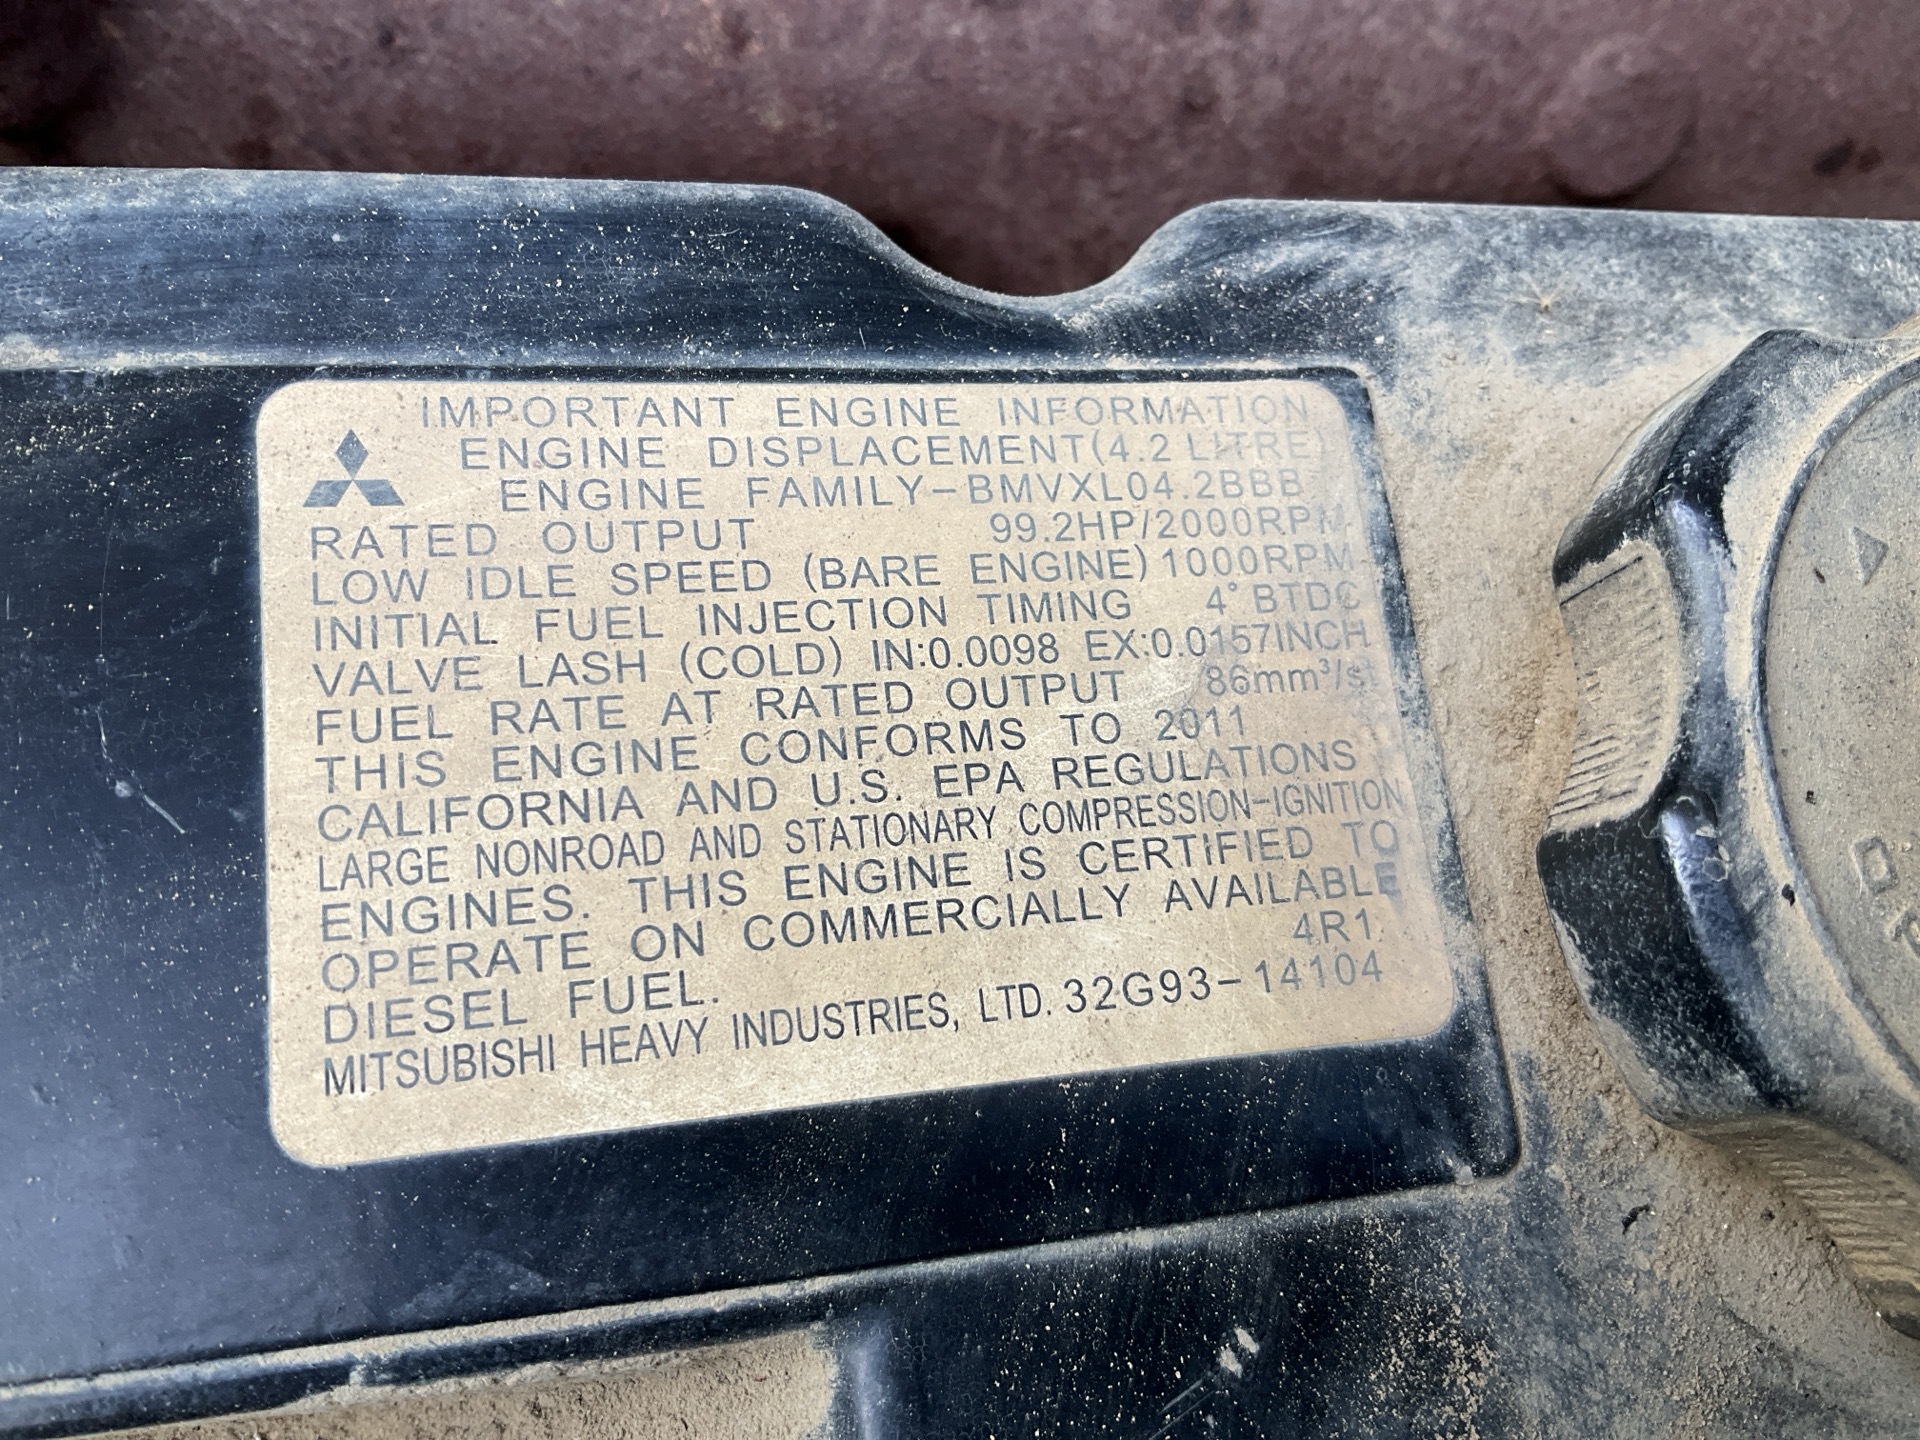 IMPORTANT ENGINE INFORMATION
ENGINE DISPLACEMENT(4.2 LITRE)
ENGINE FAMILY-BMVXL04.2BBB
RATED OUTPUT 99.2HP/2000RPM
LOW IDLE SPEED (BARE ENGINE) 1000RPM
INITIAL FUEL INJECTION TIMING 4° BTDC
VALVE LASH (COLD) IN:0.0098 EX:0.0157INCH
FUEL RATE AT RATED OUTPUT 86mm³/st
THIS ENGINE CONFORMS TO 2011
CALIFORNIA AND U.S. EPA REGULATIONS
LARGE NONROAD AND STATIONARY COMPRESSION-IGNITION
ENGINES. THIS ENGINE IS CERTIFIED TO
OPERATE ON COMMERCIALLY AVAILABLE
DIESEL FUEL. 4R1
MITSUBISHI HEAVY INDUSTRIES, LTD. 32G93-14104